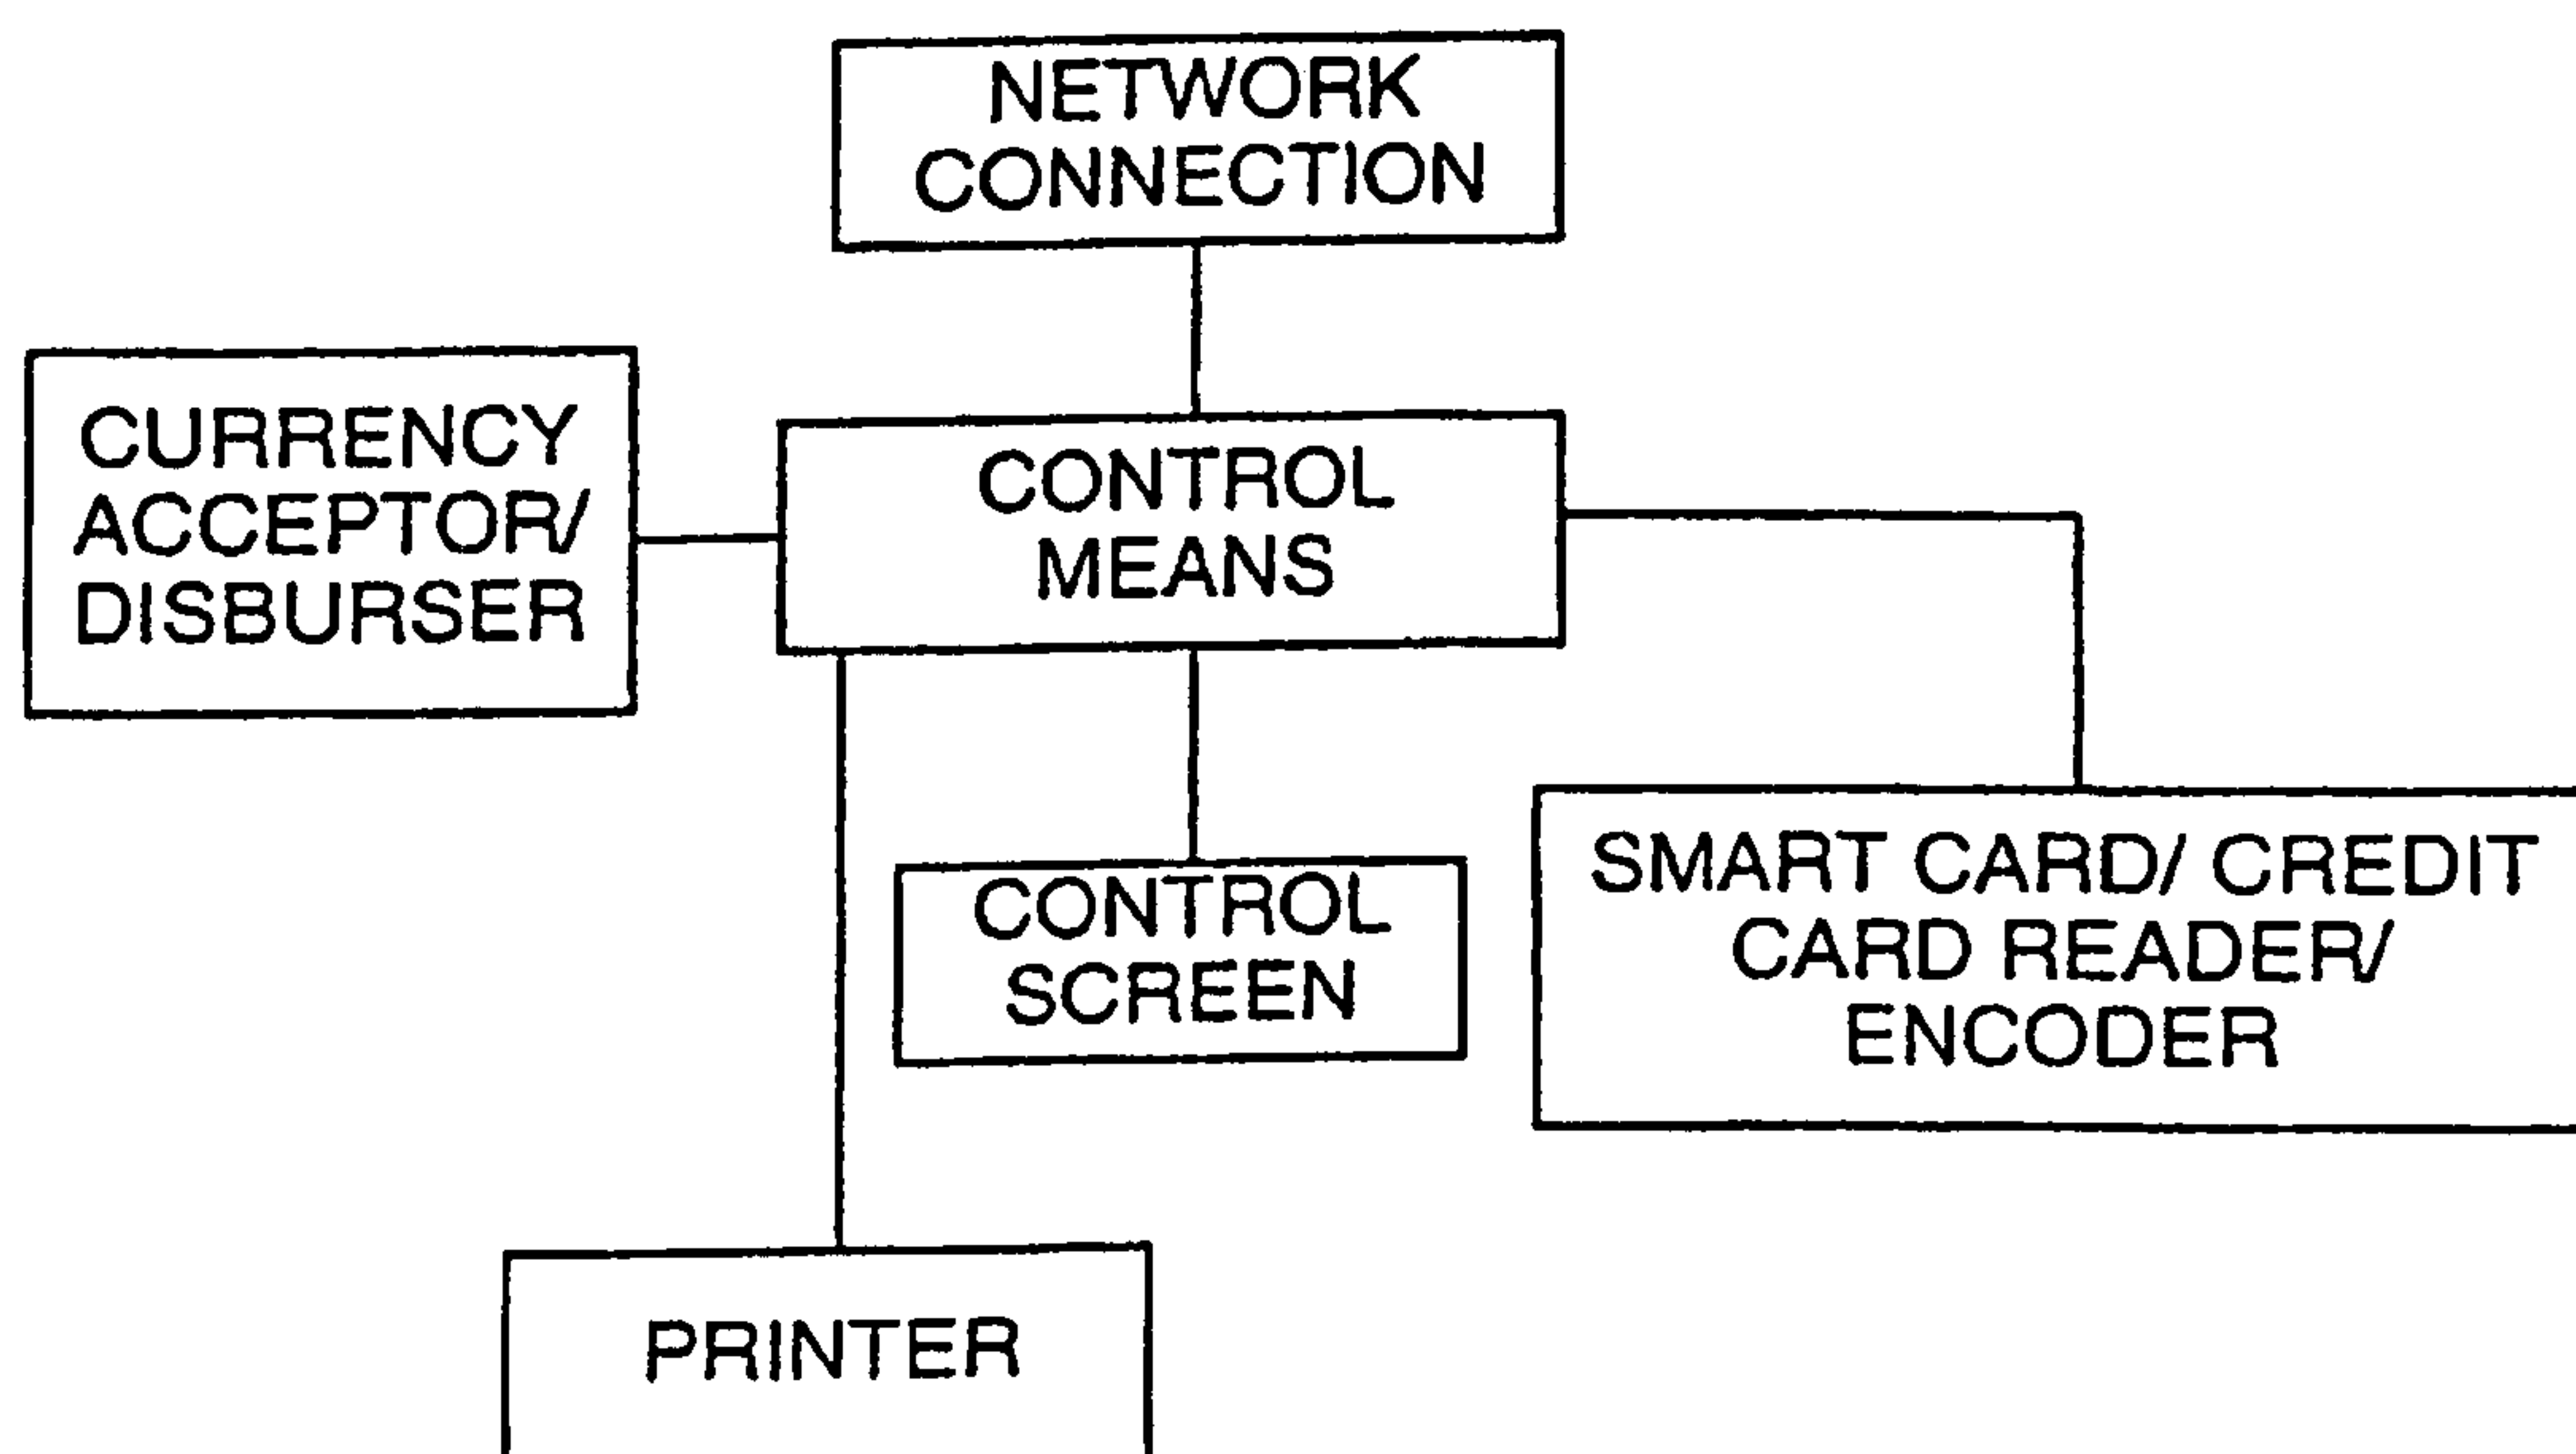 NETWORK
CONNECTION
CURRENCY
ACCEPTOR/
DISBURSER
CONTROL
MEANS
CONTROL
SCREEN
SMART CARD/ CREDIT
CARD READER/
ENCODER
PRINTER